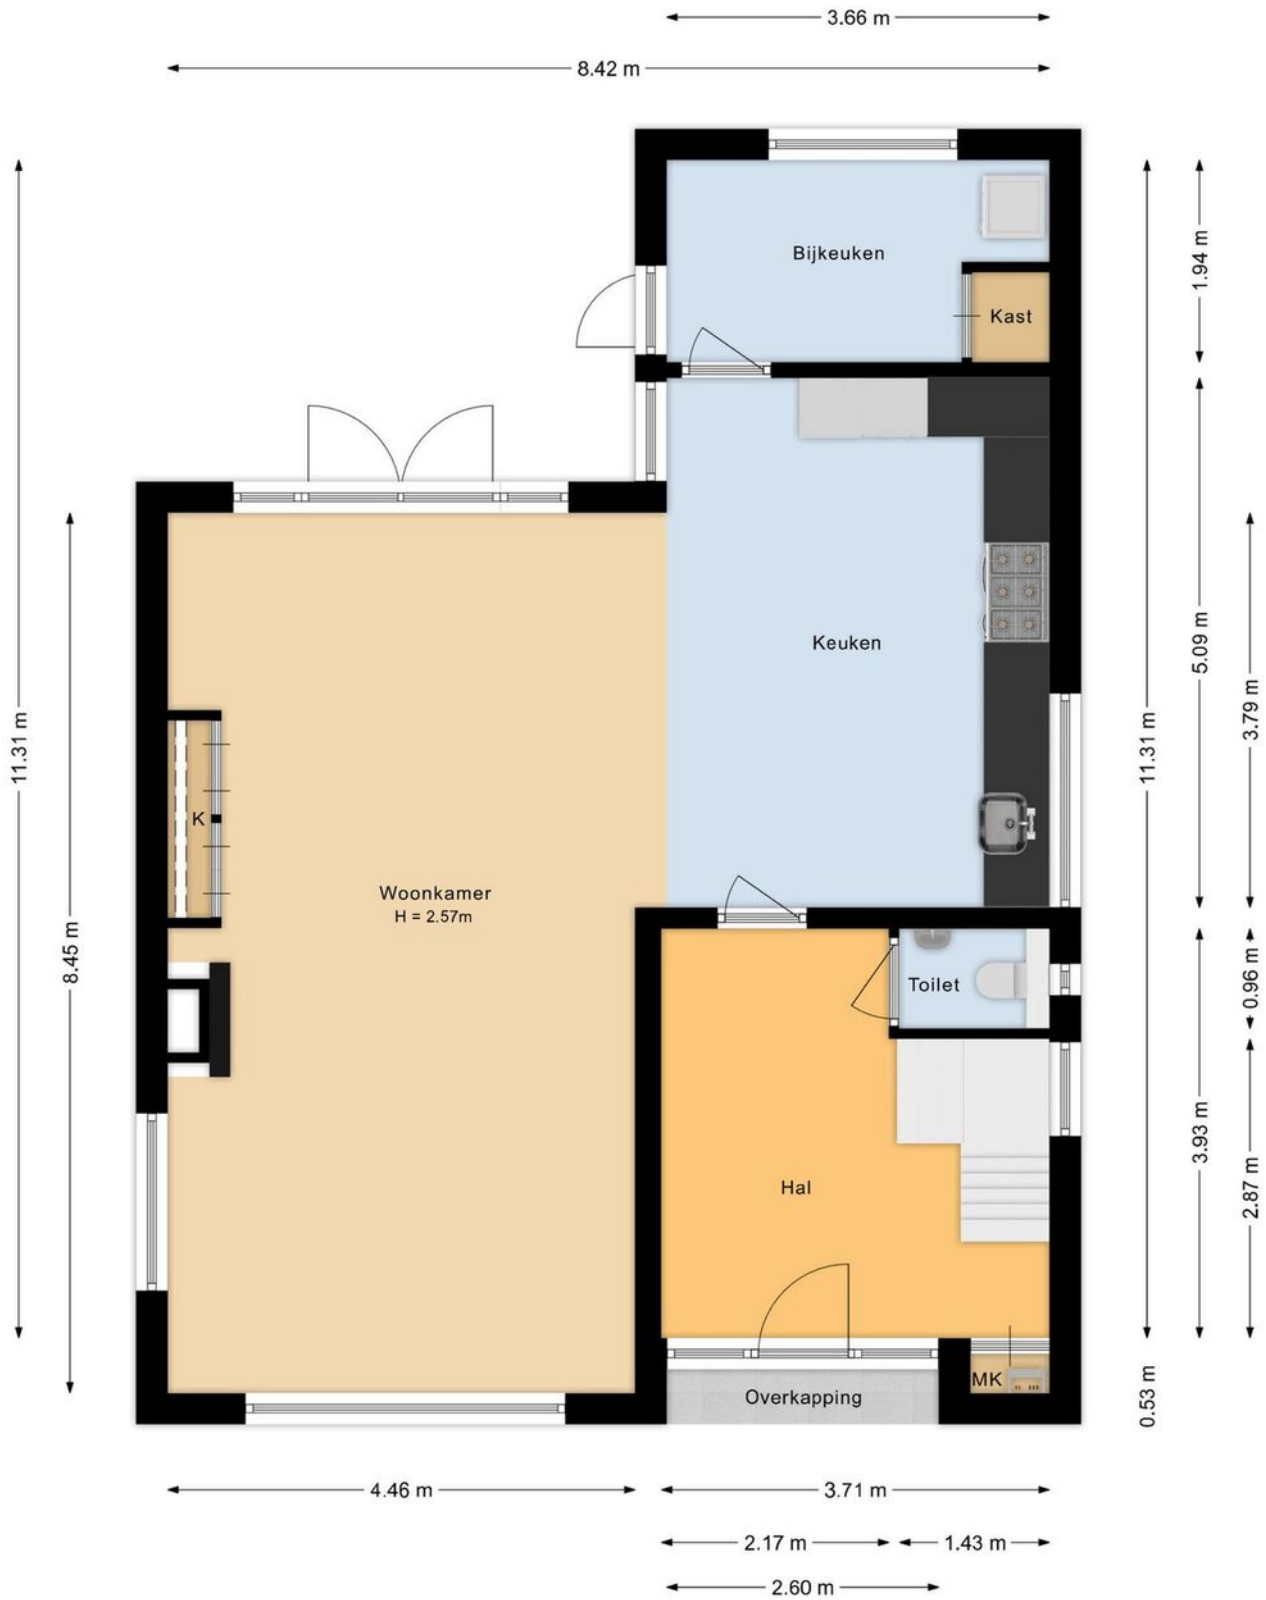 3.66 m
8.42 m
Bijkeuken
1.94 m
Kast
Keuken
5.09 m
3.79 m
11.31 m
11.31 m
K
Woonkamer
H = 2.57m
8.45 m
Toilet
0.96 m
3.93 m
2.87 m
Hal
MK
Overkapping
0.53 m
4.46 m
3.71 m
2.17 m
1.43 m
2.60 m